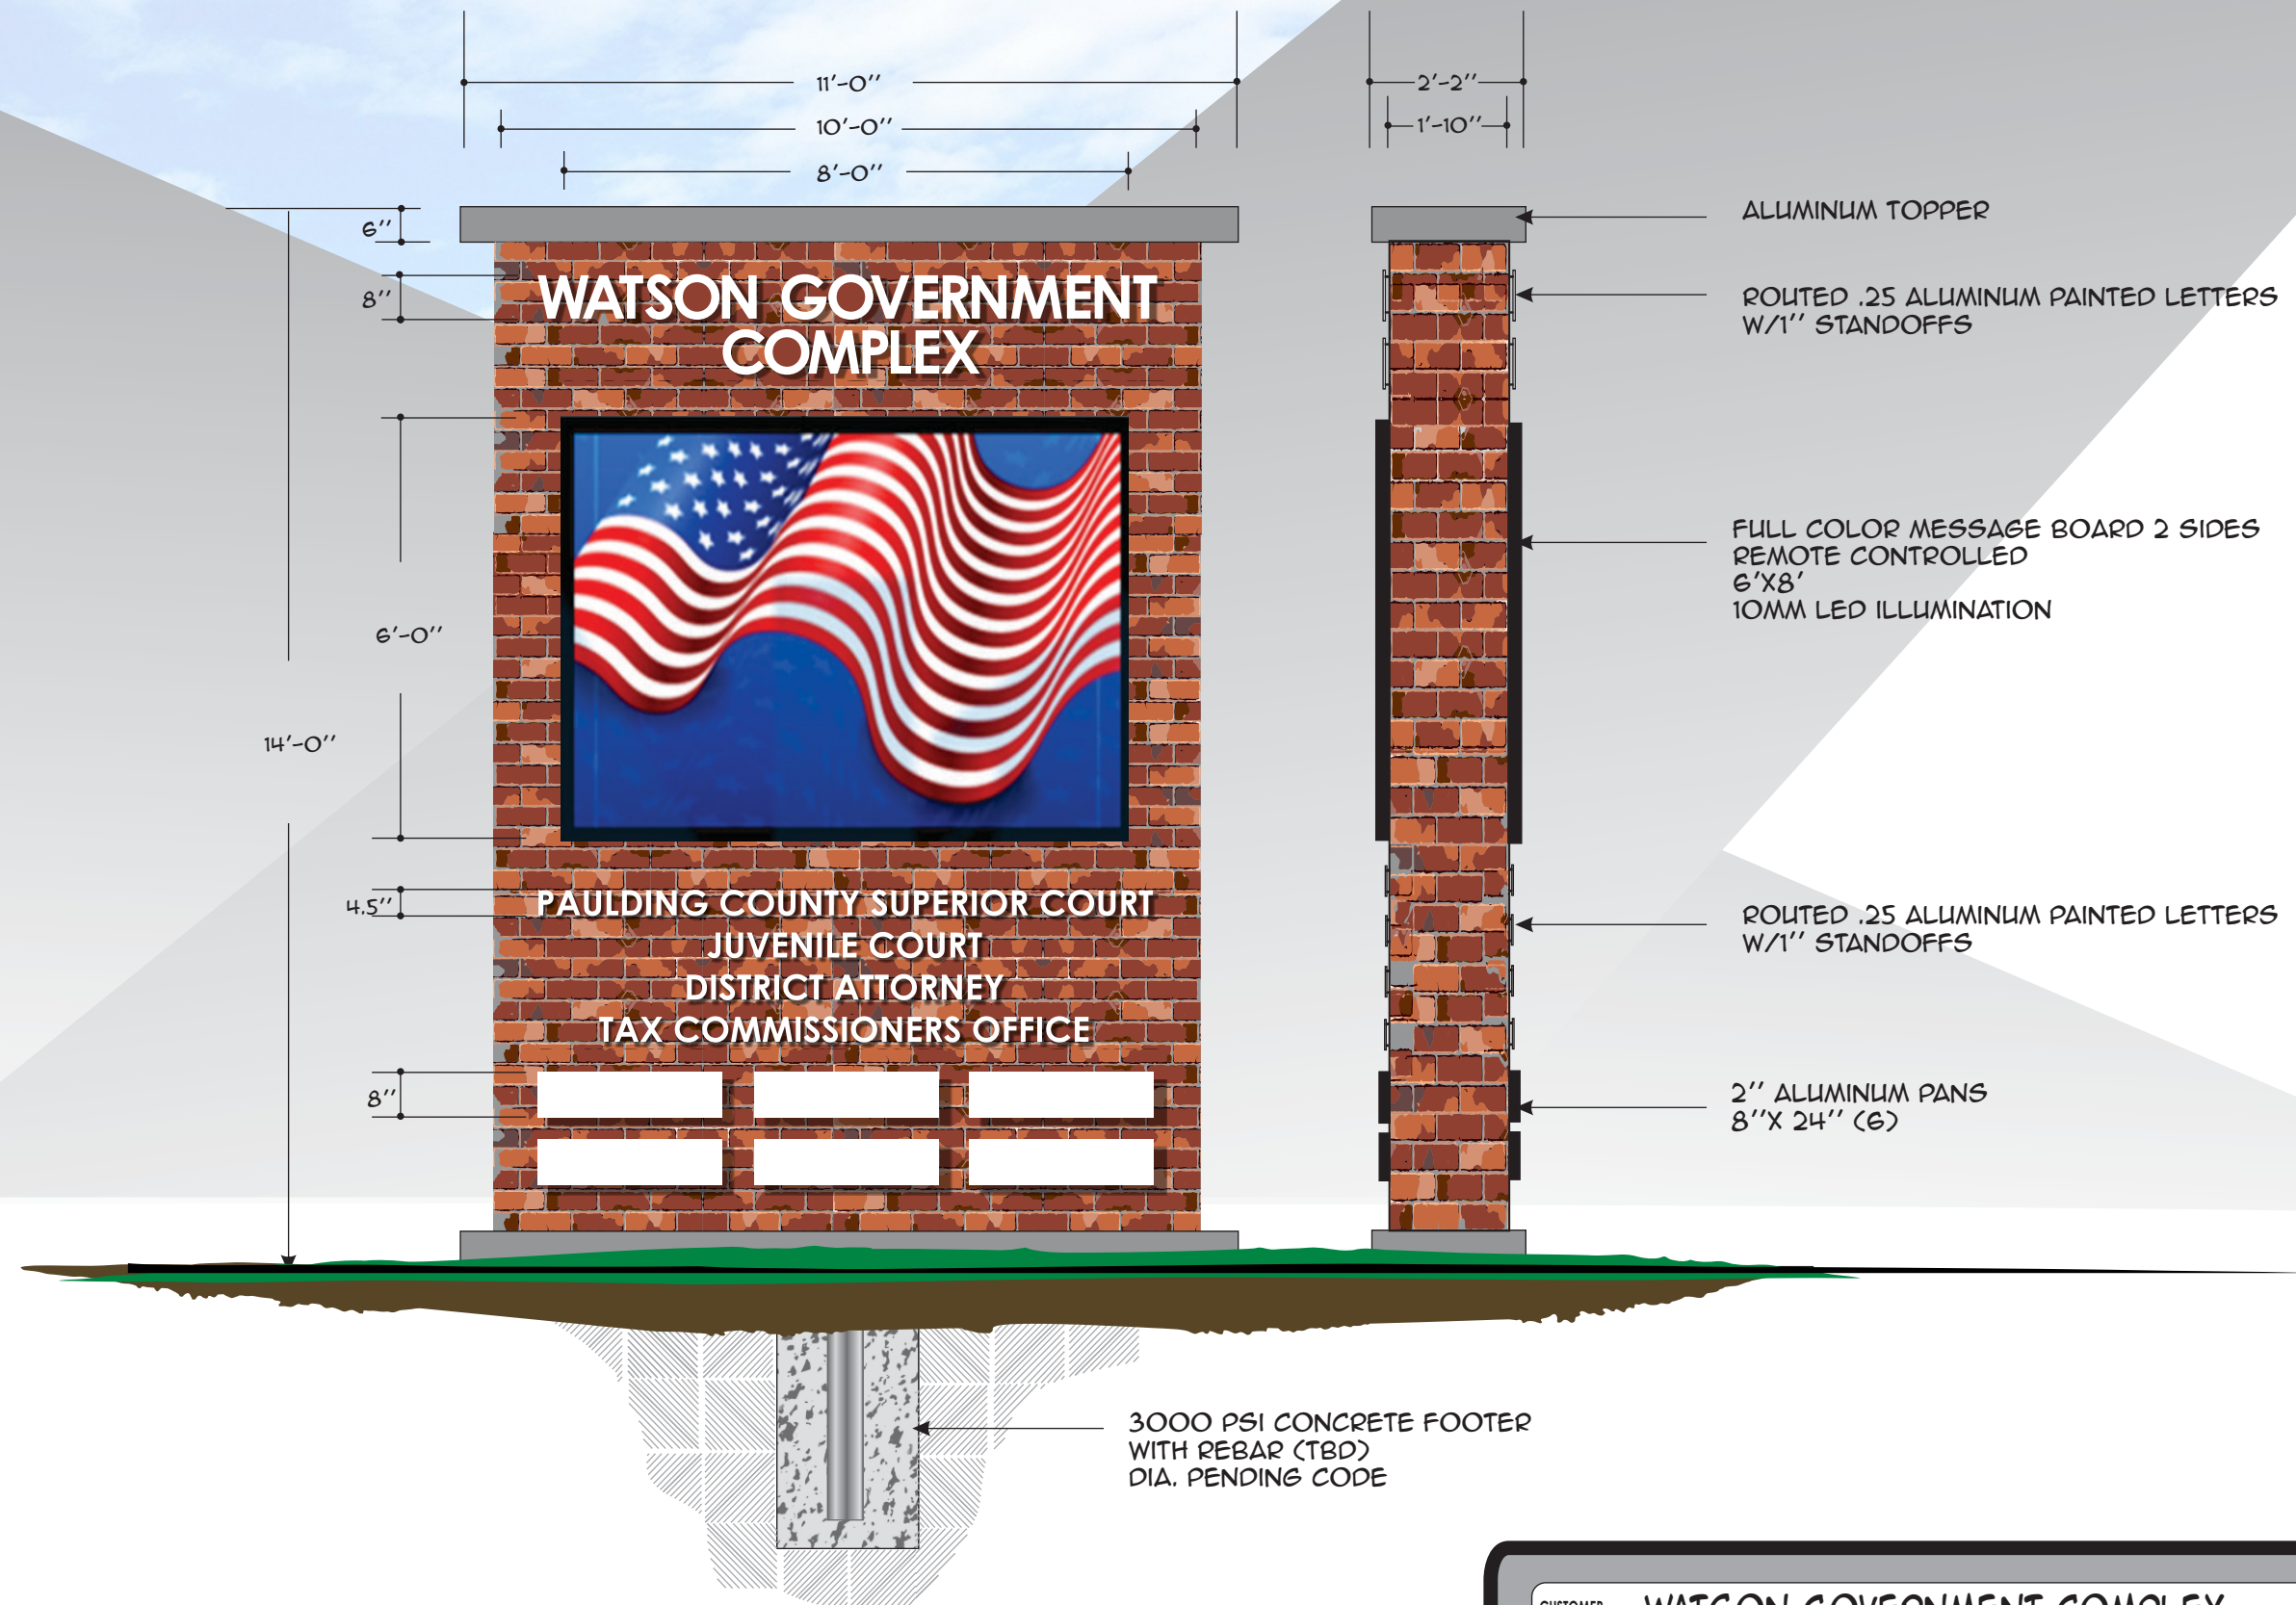 11'-0''
10'-0''
8'-0''
2'-2''
1'-10''
6''
8''
6'-0''
14'-0''
4.5''
8''
WATSON GOVERNMENT
COMPLEX
PAULDING COUNTY SUPERIOR COURT
JUVENILE COURT
DISTRICT ATTORNEY
TAX COMMISSIONERS OFFICE
ALUMINUM TOPPER
ROUTED .25 ALUMINUM PAINTED LETTERS
W/1'' STANDOFFS
FULL COLOR MESSAGE BOARD 2 SIDES
REMOTE CONTROLLED
6'X8'
10MM LED ILLUMINATION
ROUTED .25 ALUMINUM PAINTED LETTERS
W/1'' STANDOFFS
2'' ALUMINUM PANS
8''X 24'' (6)
3000 PSI CONCRETE FOOTER
WITH REBAR (TBD)
DIA. PENDING CODE
CUSTOMER WATSON GOVERNMENT COMPLEX